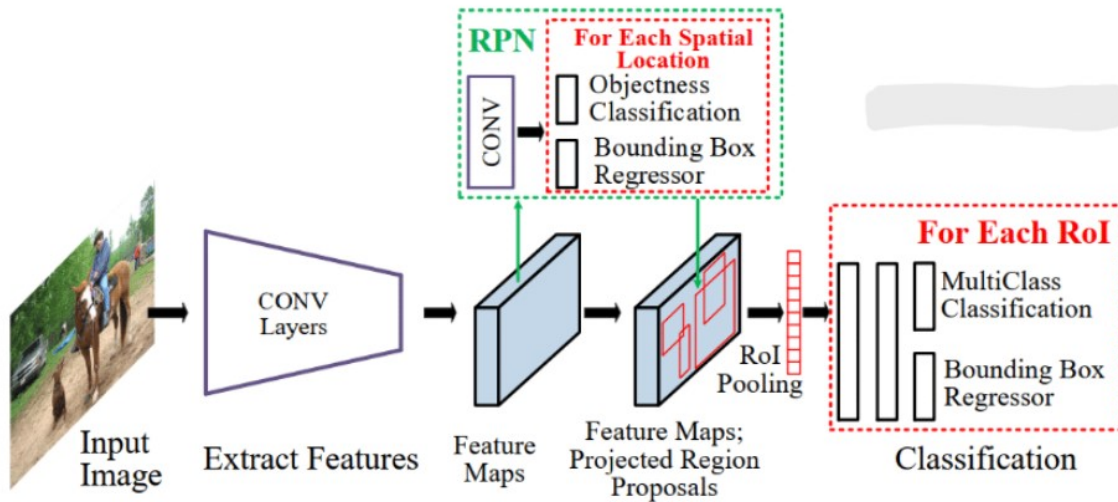 RPN
For Each Spatial
Location
CONV
Objectness
Classification
Bounding Box
Regressor
Input
Image
CONV
Layers
Extract Features
Feature
Maps
Feature Maps;
Projected Region
Proposals
RoI
Pooling
For Each RoI
MultiClass
Classification
Bounding Box
Regressor
Classification